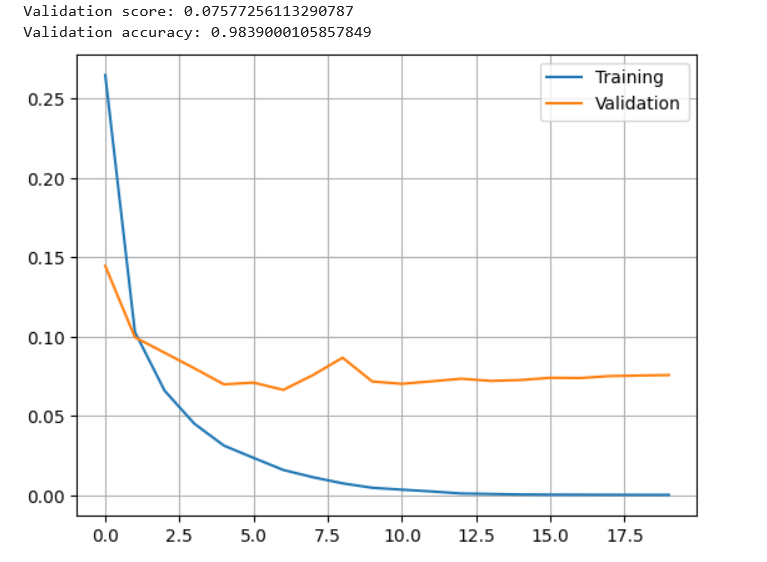 Validation score: 0.07577256113290787
Validation accuracy: 0.9839000105857849
Training
Validation
0.25
0.20
0.15
0.10
0.05
0.00
0.0 2.5 5.0 7.5 10.0 12.5 15.0 17.5